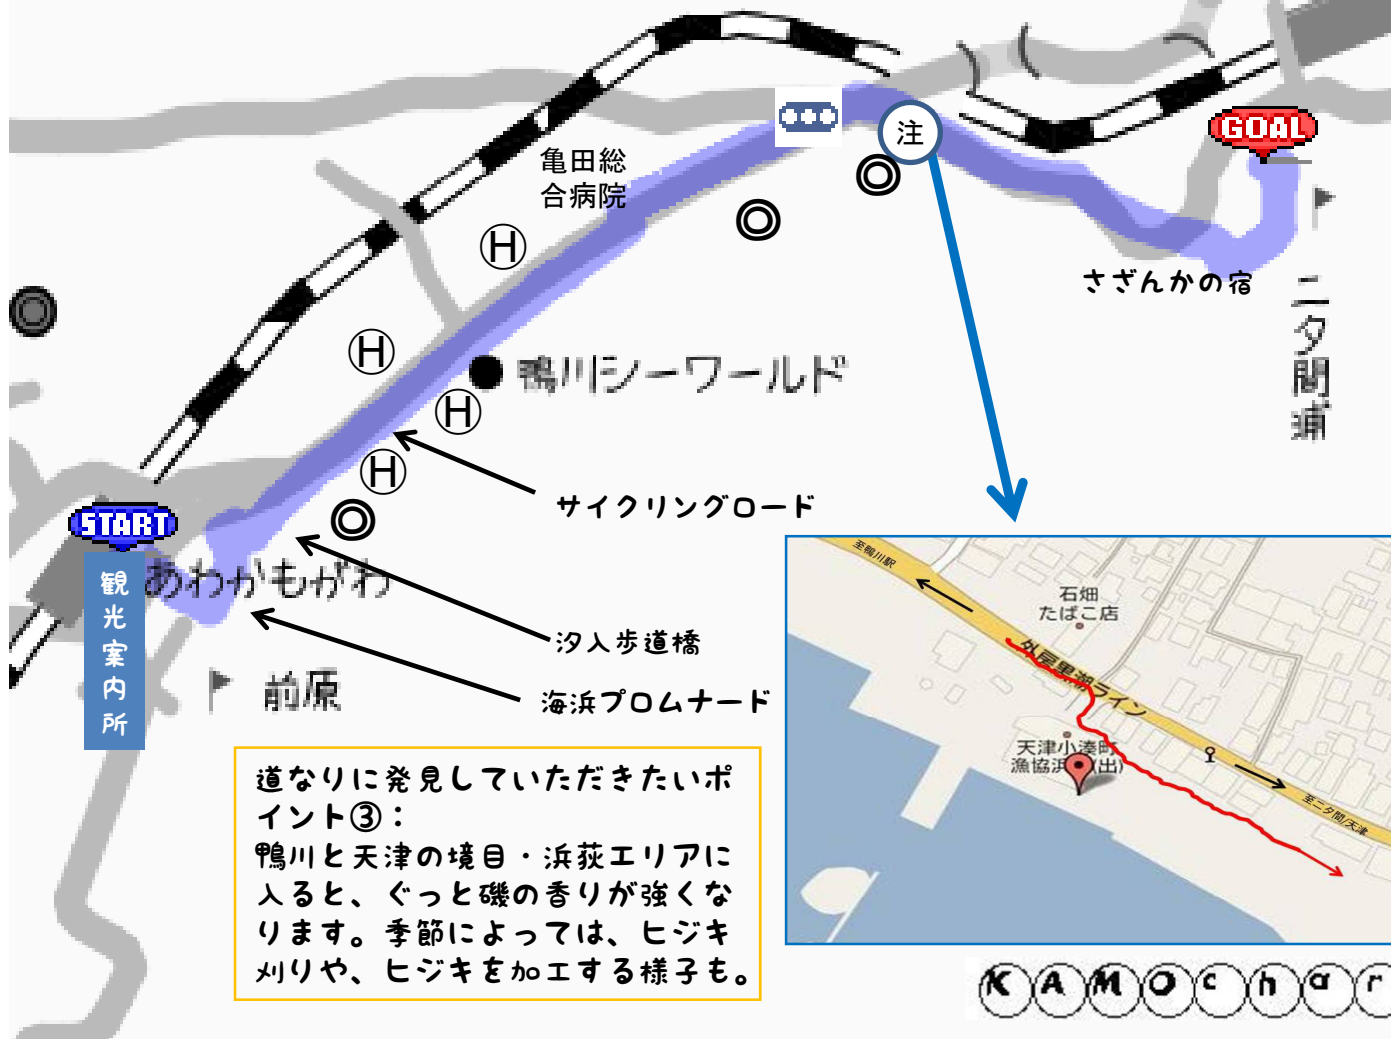 亀田総
合病院
注
GOAL
さざんかの宿
二タ間浦
H
H
鴨川シーワールド
H
H
サイクリングロード
START
観光案内所
あわかもがわ
汐入歩道橋
海浜プロムナード
前原
道なりに発見していただきたいポ
イント③：
鴨川と天津の境目・浜荻エリアに
入ると、ぐっと磯の香りが強くな
ります。季節によっては、ヒジキ
刈りや、ヒジキを加工する様子も。
至鴨川駅
石畑
たばこ店
外房黒潮ライン
天津小湊町
漁協浜(出)
至二タ間/天津
KAMOchar